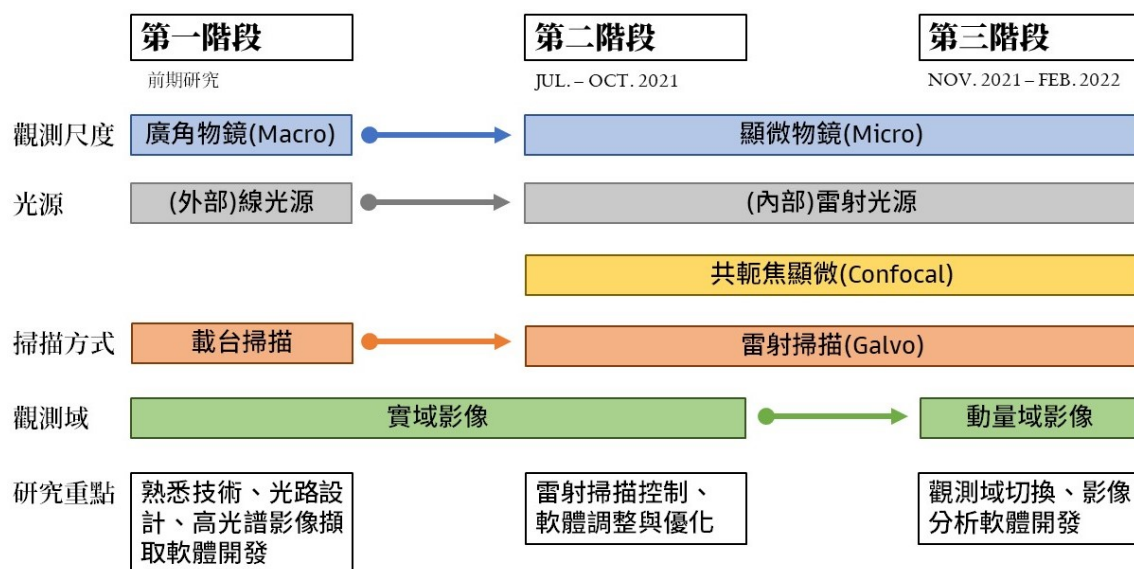 第一階段
第二階段
第三階段
前期研究
JUL. – OCT. 2021
NOV. 2021 – FEB. 2022
觀測尺度
廣角物鏡(Macro)
顯微物鏡(Micro)
光源
(外部)線光源
(內部)雷射光源
共軛焦顯微(Confocal)
掃描方式
載台掃描
雷射掃描(Galvo)
觀測域
實域影像
動量域影像
研究重點
熟悉技術、光路設
計、高光譜影像擷
取軟體開發
雷射掃描控制、
軟體調整與優化
觀測域切換、影像
分析軟體開發